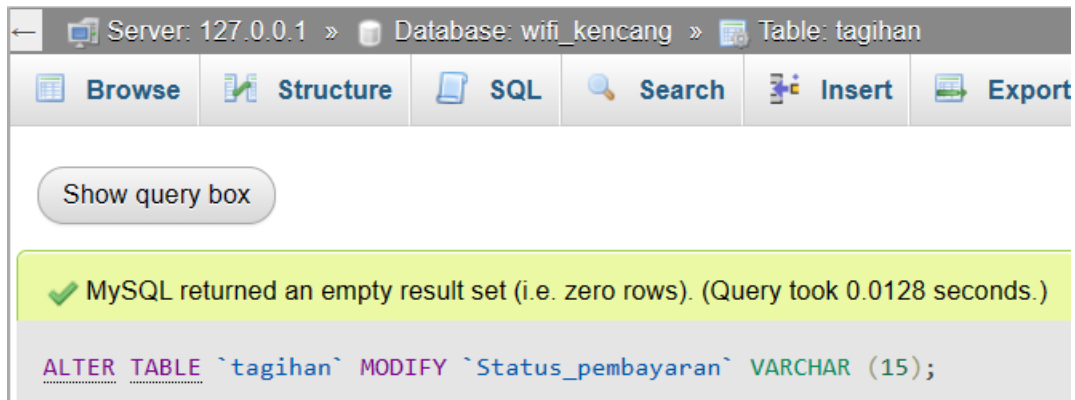 ← Server: 127.0.0.1 » Database: wifi_kencang » Table: tagihan
Browse Structure SQL Search Insert Export
Show query box
MySQL returned an empty result set (i.e. zero rows). (Query took 0.0128 seconds.)
ALTER TABLE `tagihan` MODIFY `Status_pembayaran` VARCHAR (15);